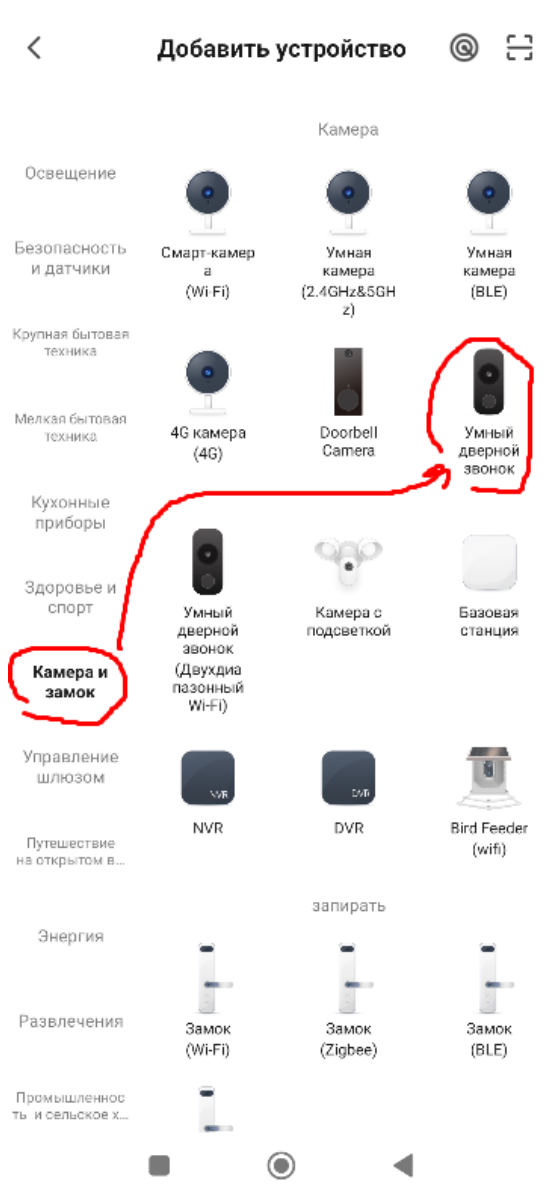 Добавить устройство
Камера
Освещение
Безопасность
и датчики
Крупная бытовая
техника
Мелкая бытовая
техника
Кухонные
приборы
Здоровье и
спорт
Камера и
замок
Управление
шлюзом
Путешествие
на открытом в...
Энергия
Развлечения
Промышленнос
ть и сельское х...
Смарт-камер
а
(Wi-Fi)
Умная
камера
(2.4GHz&5GH
z)
Умная
камера
(BLE)
4G камера
(4G)
Doorbell
Camera
Умный
дверной
звонок
Умный
дверной
звонок
(Двухдиа
пазонный
Wi-Fi)
Камера с
подсветкой
Базовая
станция
NVR
NVR
DVR
DVR
Bird Feeder
(wifi)
запирать
Замок
(Wi-Fi)
Замок
(Zigbee)
Замок
(BLE)